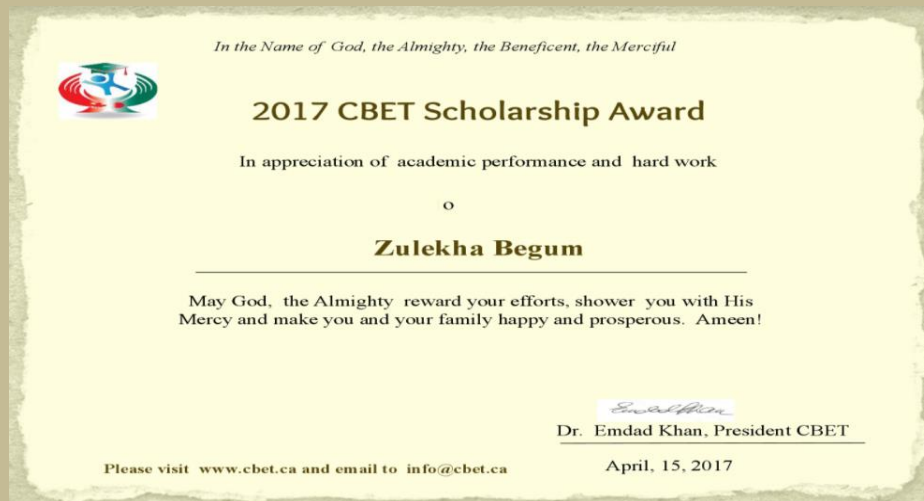 In the Name of God, the Almighty, the Beneficent, the Merciful
2017 CBET Scholarship Award
In appreciation of academic performance and hard work
o
Zulekha Begum
May God, the Almighty reward your efforts, shower you with His
Mercy and make you and your family happy and prosperous. Ameen!
Dr. Emdad Khan, President CBET
Please visit www.cbet.ca and email to info@cbet.ca
April, 15, 2017